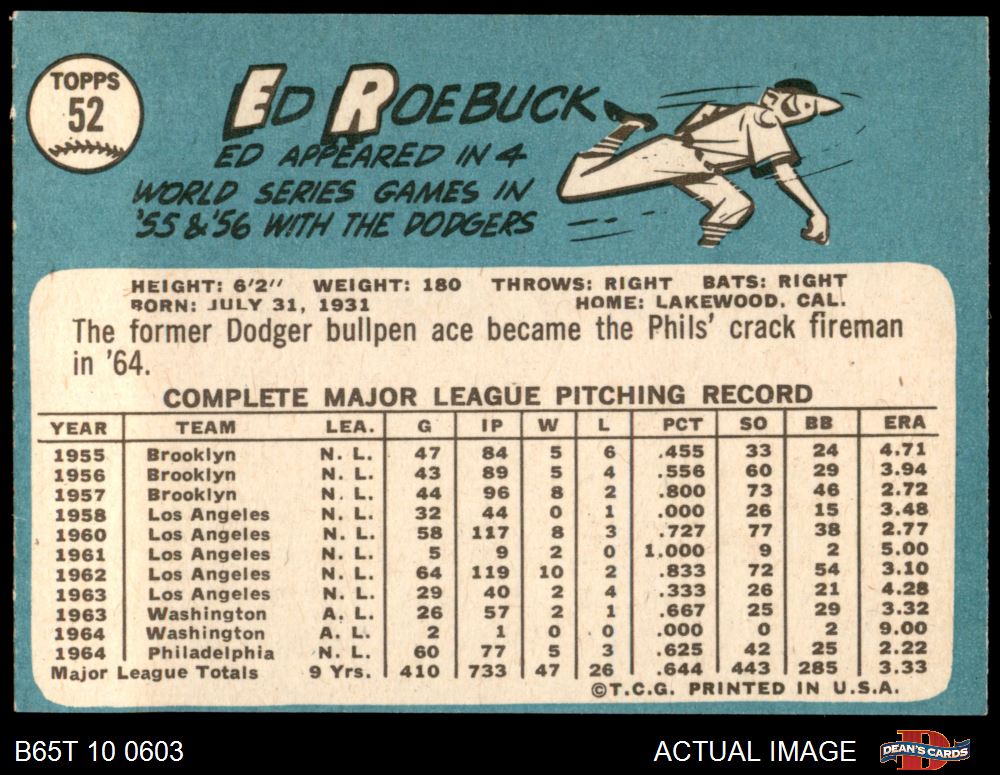 TOPPS
52
ED ROEBUCK
ED APPEARED IN 4
WORLD SERIES GAMES IN
'55 & '56 WITH THE DODGERS
HEIGHT: 6'2" WEIGHT: 180 THROWS: RIGHT BATS: RIGHT
BORN: JULY 31, 1931 HOME: LAKEWOOD, CAL.
The former Dodger bullpen ace became the Phils' crack fireman
in '64.
COMPLETE MAJOR LEAGUE PITCHING RECORD
YEAR TEAM LEA. G IP W L PCT SO BB ERA
1955 Brooklyn N. L. 47 84 5 6 .455 33 24 4.71
1956 Brooklyn N. L. 43 89 5 4 .556 60 29 3.94
1957 Brooklyn N. L. 44 96 8 2 .800 73 46 2.72
1958 Los Angeles N. L. 32 44 0 1 .000 26 15 3.48
1960 Los Angeles N. L. 58 117 8 3 .727 77 38 2.77
1961 Los Angeles N. L. 5 9 2 0 1.000 9 2 5.00
1962 Los Angeles N. L. 64 119 10 2 .833 72 54 3.10
1963 Los Angeles N. L. 29 40 2 4 .333 26 21 4.28
1963 Washington A. L. 26 57 2 1 .667 25 29 3.32
1964 Washington A. L. 2 1 0 0 .000 0 2 9.00
1964 Philadelphia N. L. 60 77 5 3 .625 42 25 2.22
Major League Totals 9 Yrs. 410 733 47 26 .644 443 285 3.33
©T.C.G. PRINTED IN U.S.A.
B65T 10 0603 ACTUAL IMAGE DEAN'S CARDS